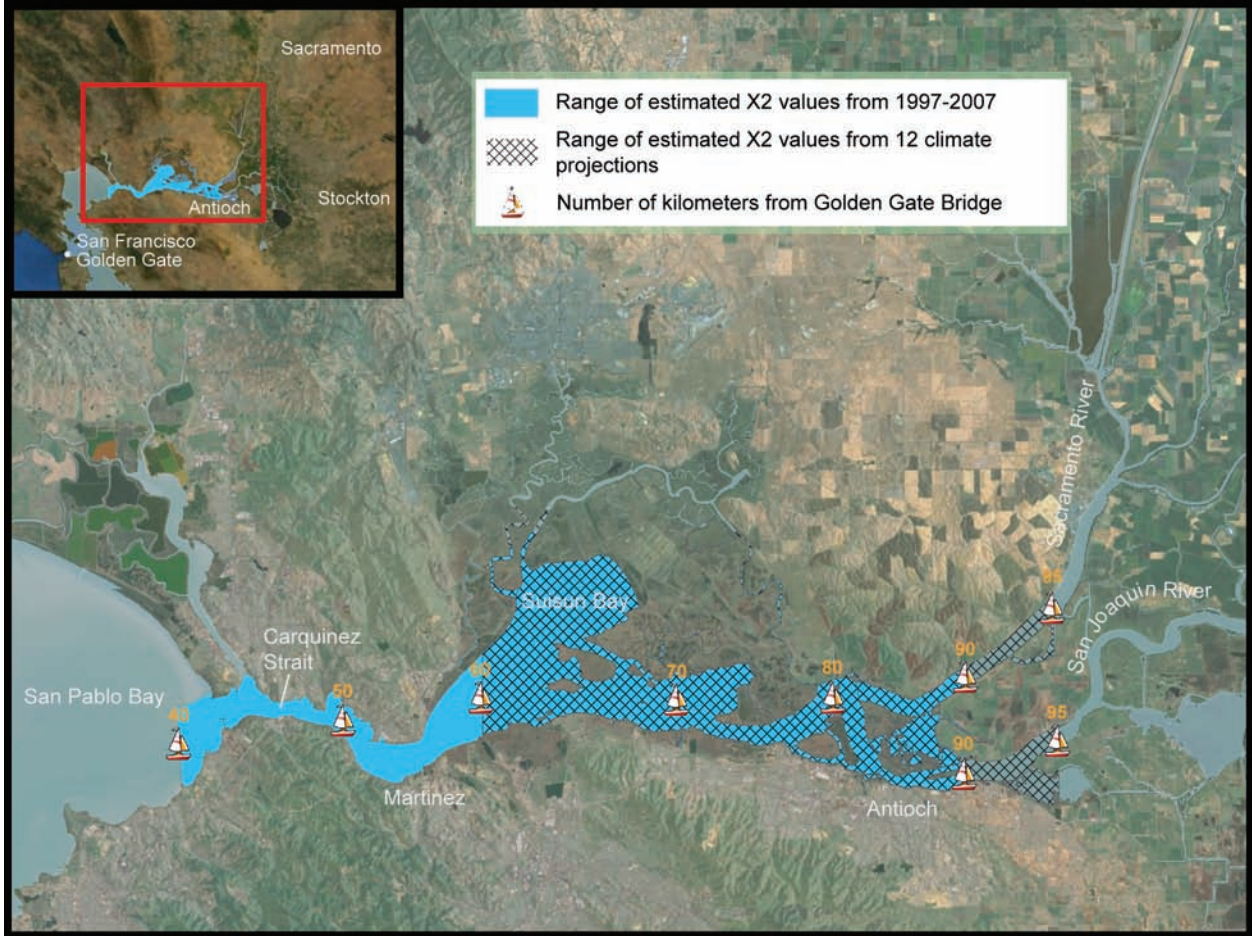 Sacramento
Stockton
Antioch
San Francisco
Golden Gate
Range of estimated X2 values from 1997-2007
Range of estimated X2 values from 12 climate
projections
Number of kilometers from Golden Gate Bridge
Sacramento River
San Joaquin River
Suisun Bay
Carquinez
Strait
San Pablo Bay
45
50
60
70
80
90
95
90
95
Martinez
Antioch